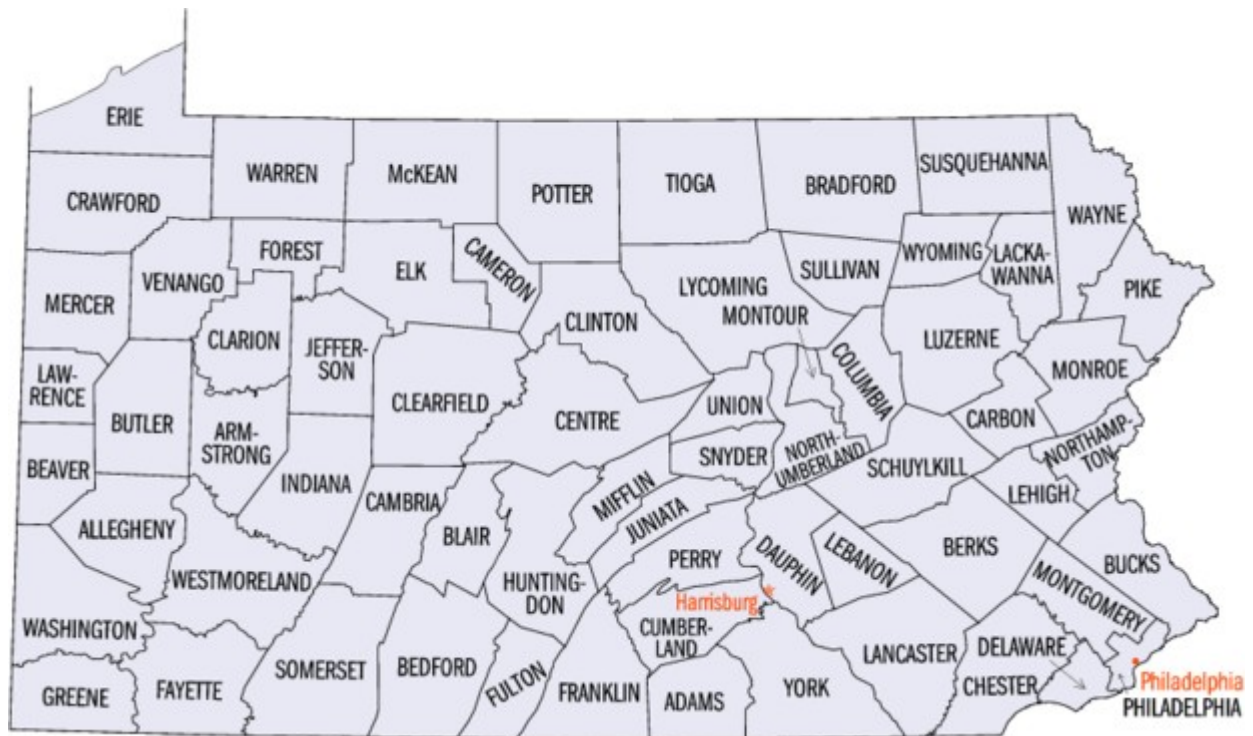 ERIE
WARREN
McKEAN
POTTER
TIOGA
BRADFORD
SUSQUEHANNA
CRAWFORD
WAYNE
FOREST
ELK
CAMERON
VENANGO
LYCOMING
SULLIVAN
WYOMING
LACKA-
WANNA
PIKE
MERCER
CLARION
JEFFER-
SON
CLINTON
MONTOUR
COLUMBIA
LUZERNE
MONROE
LAW-
RENCE
BUTLER
ARM-
STRONG
CLEARFIELD
CENTRE
UNION
CARBON
NORTHAMP-
TON
BEAVER
INDIANA
SNYDER
NORTH-
UMBERLAND
SCHUYLKILL
LEHIGH
ALLEGHENY
CAMBRIA
BLAIR
MIFFLIN
JUNIATA
PERRY
DAUPHIN
LEBANON
BERKS
BUCKS
WESTMORELAND
HUNTING-
DON
Harrisburg
MONTGOMERY
WASHINGTON
CUMBER-
LAND
SOMERSET
BEDFORD
FULTON
FRANKLIN
ADAMS
YORK
LANCASTER
DELAWARE
CHESTER
Philadelphia
PHILADELPHIA
GREENE
FAYETTE